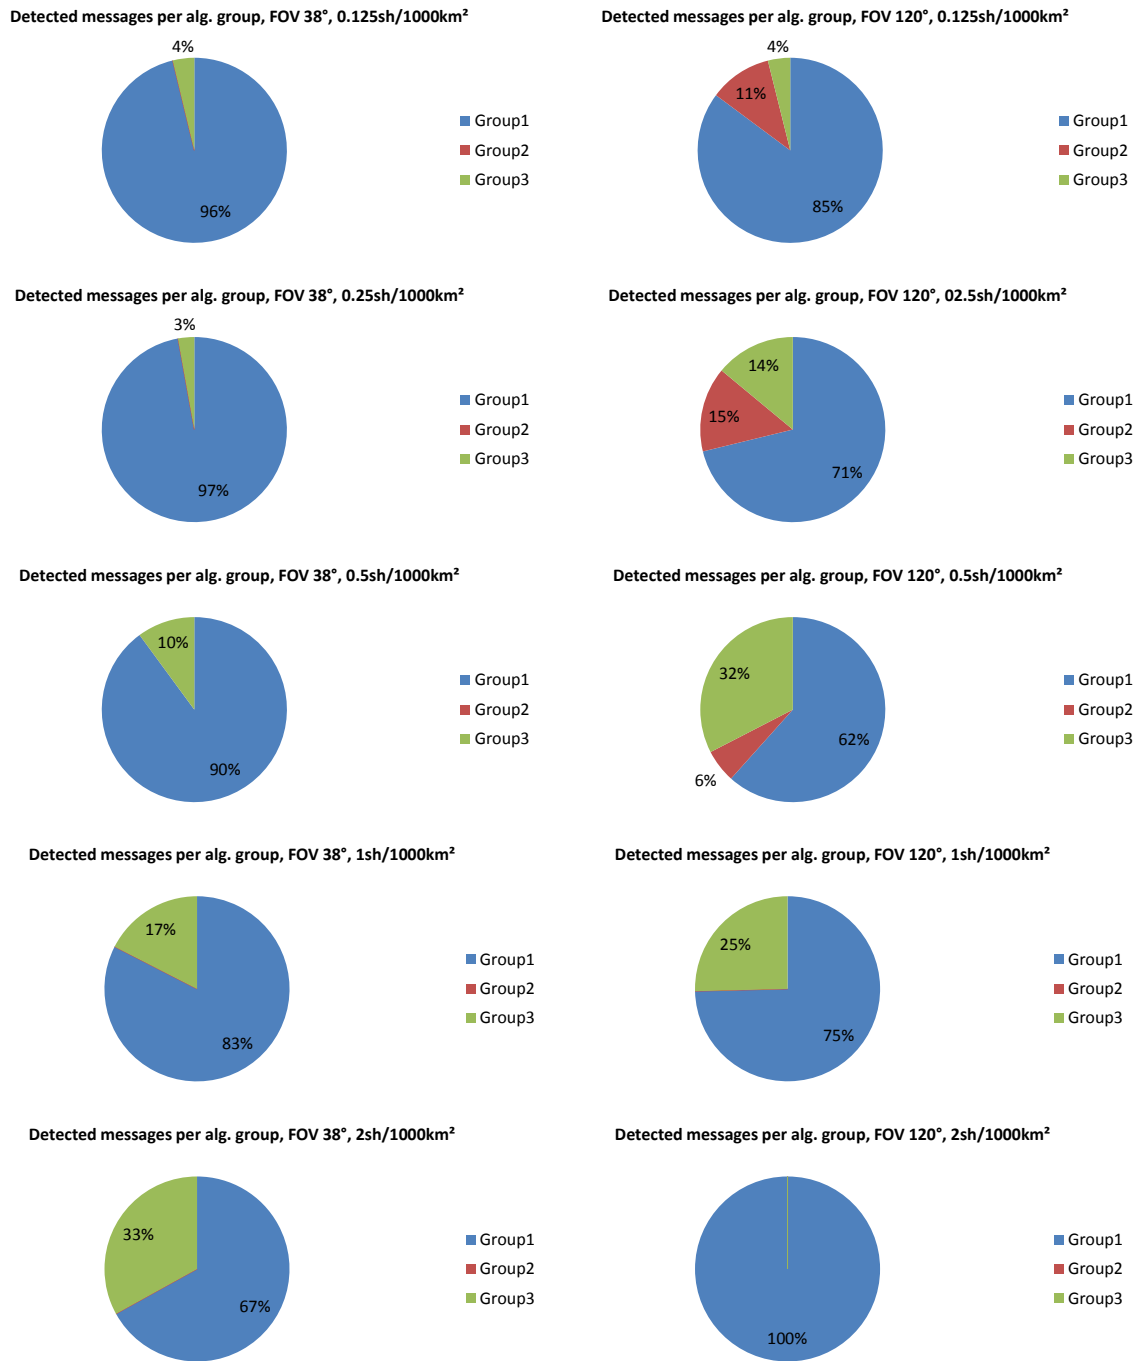 Detected messages per alg. group, FOV 38°, 0.125sh/1000km²
4%
96%
Group1
Group2
Group3
Detected messages per alg. group, FOV 120°, 0.125sh/1000km²
4%
11%
85%
Group1
Group2
Group3
Detected messages per alg. group, FOV 38°, 0.25sh/1000km²
3%
97%
Group1
Group2
Group3
Detected messages per alg. group, FOV 120°, 02.5sh/1000km²
14%
15%
71%
Group1
Group2
Group3
Detected messages per alg. group, FOV 38°, 0.5sh/1000km²
10%
90%
Group1
Group2
Group3
Detected messages per alg. group, FOV 120°, 0.5sh/1000km²
32%
62%
6%
Group1
Group2
Group3
Detected messages per alg. group, FOV 38°, 1sh/1000km²
17%
83%
Group1
Group2
Group3
Detected messages per alg. group, FOV 120°, 1sh/1000km²
25%
75%
Group1
Group2
Group3
Detected messages per alg. group, FOV 38°, 2sh/1000km²
33%
67%
Group1
Group2
Group3
Detected messages per alg. group, FOV 120°, 2sh/1000km²
100%
Group1
Group2
Group3